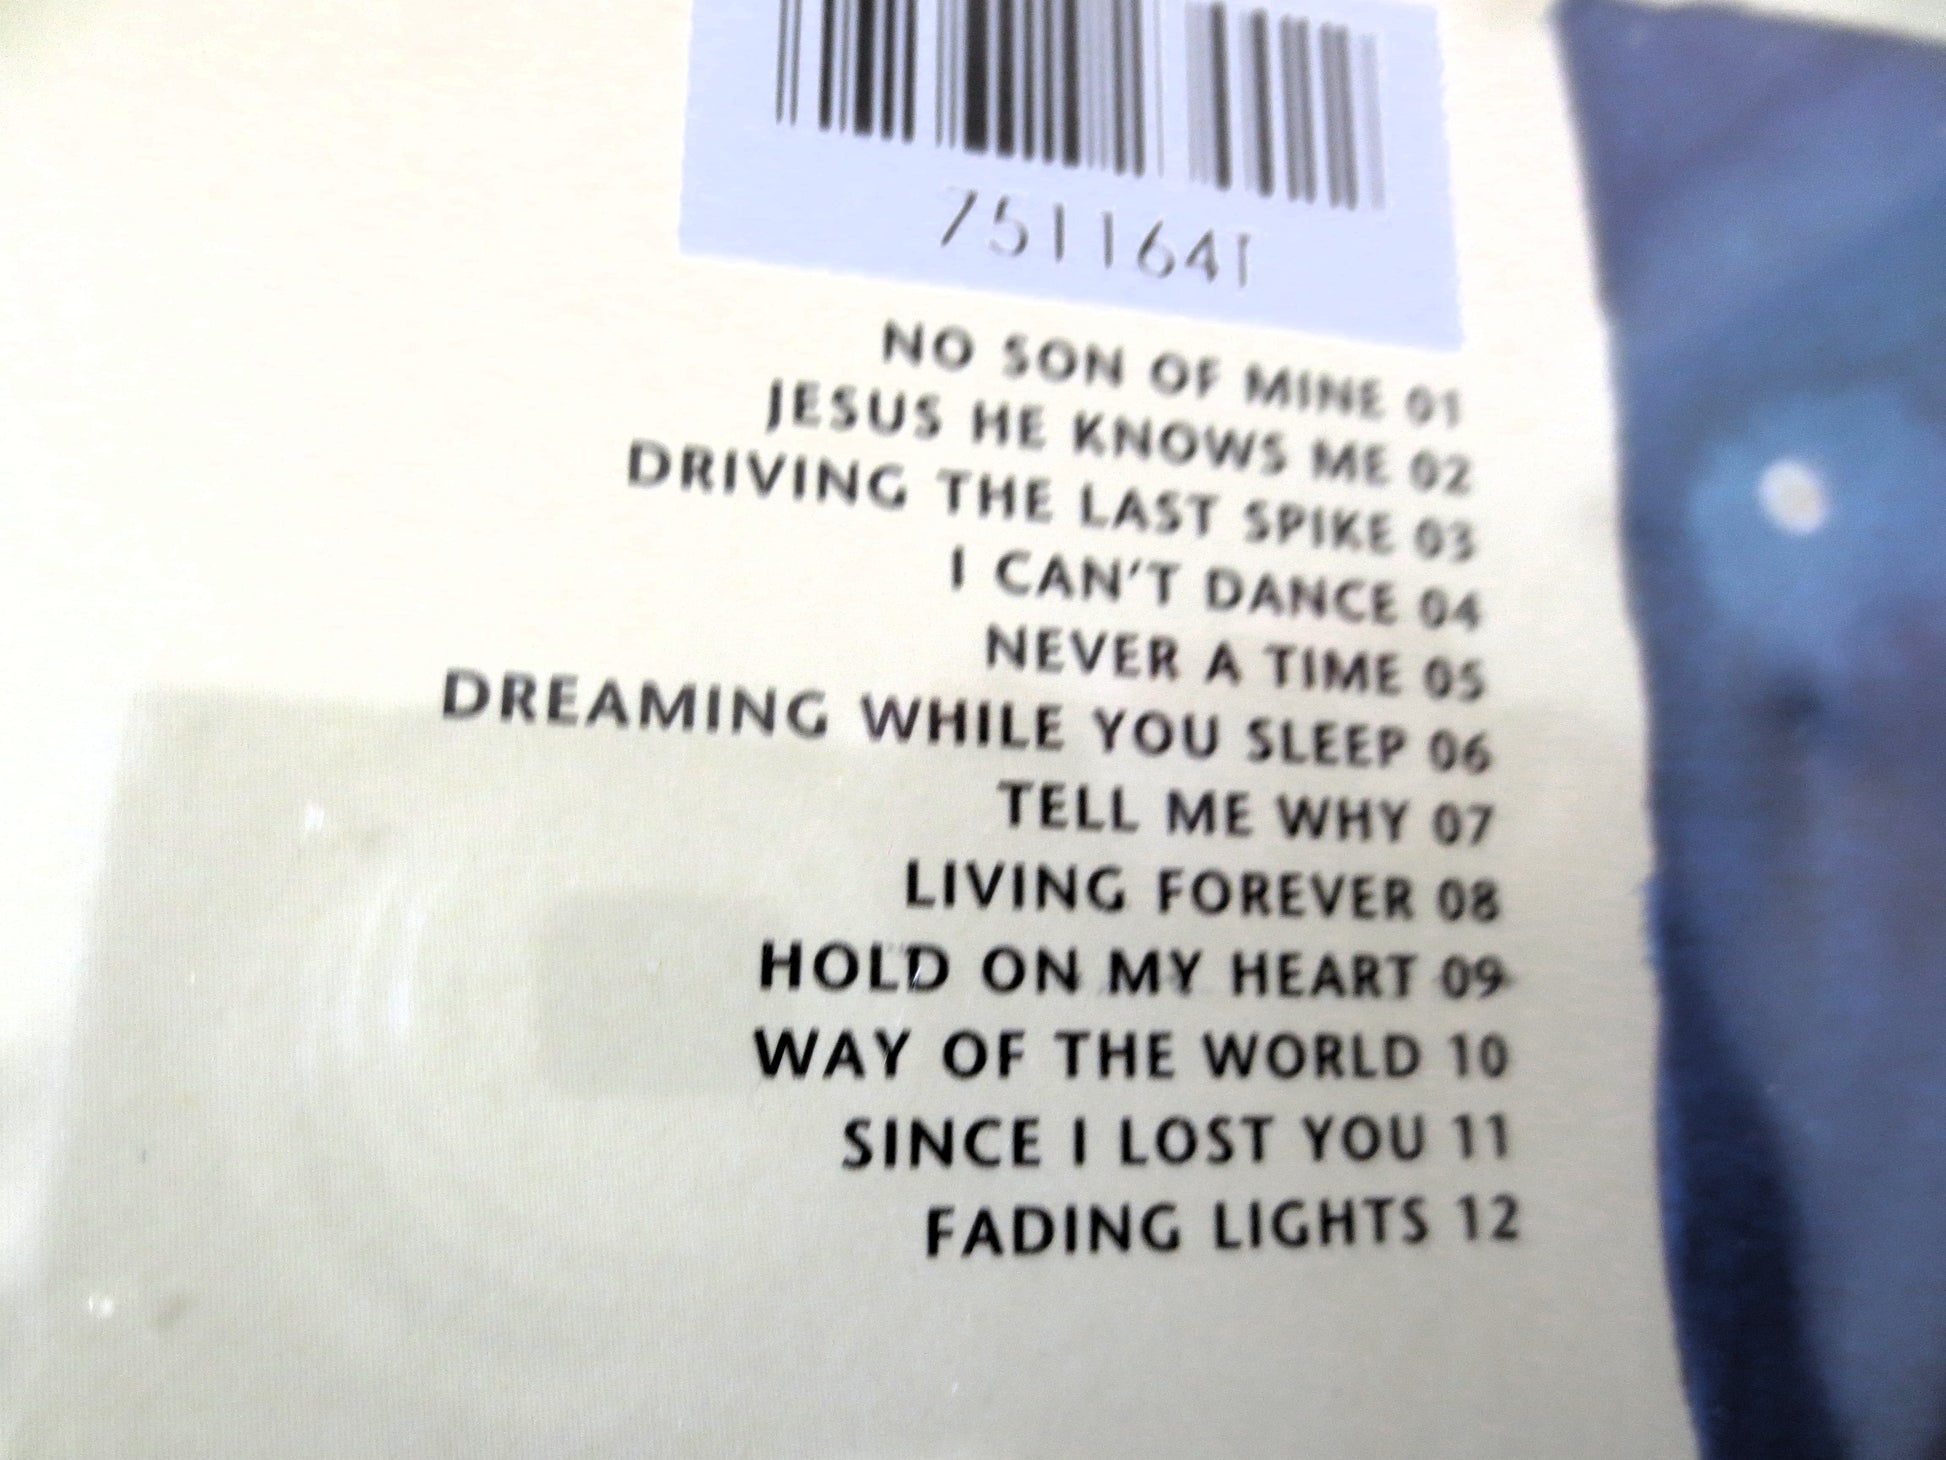 7511641
NO SON OF MINE 01
JESUS HE KNOWS ME 02
DRIVING THE LAST SPIKE 03
I CAN'T DANCE 04
NEVER A TIME 05
DREAMING WHILE YOU SLEEP 06
TELL ME WHY 07
LIVING FOREVER 08
HOLD ON MY HEART 09
WAY OF THE WORLD 10
SINCE I LOST YOU 11
FADING LIGHTS 12